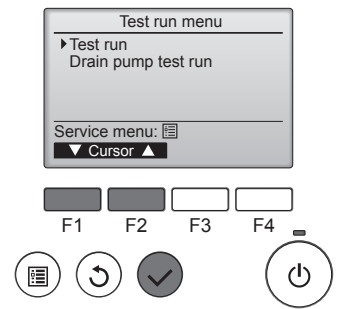 Test run menu
Test run
Drain pump test run
Service menu:
Cursor
F1 F2 F3 F4